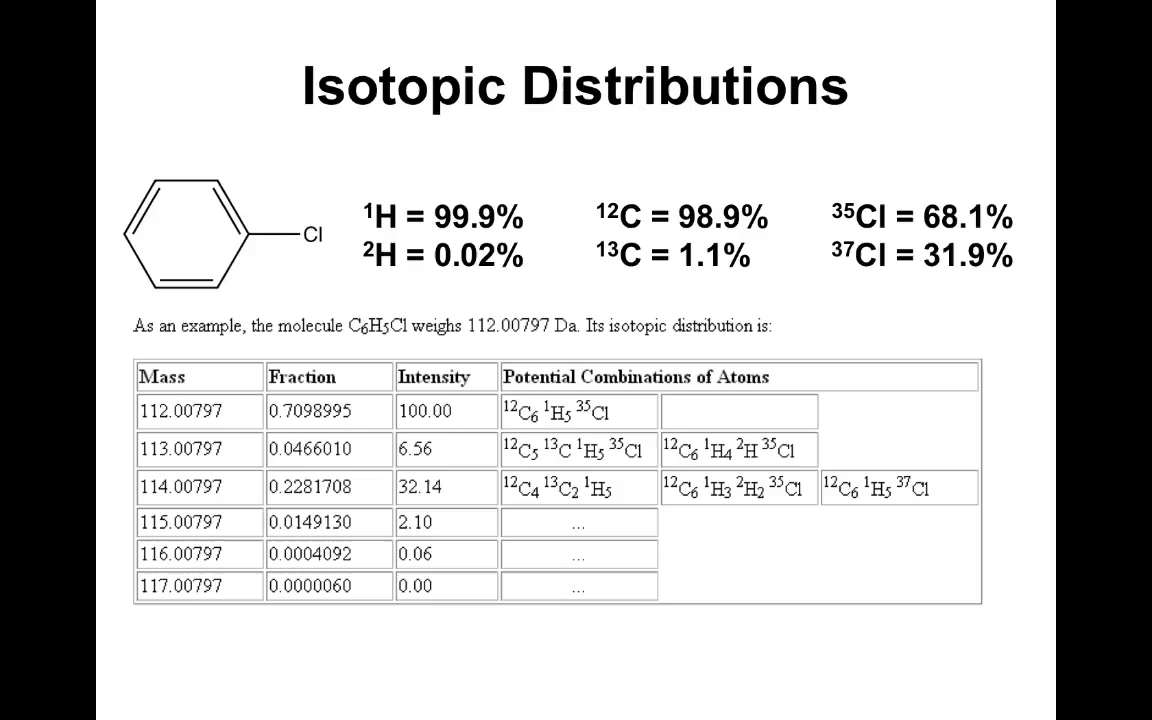 Isotopic Distributions
Cl
¹H = 99.9% ¹²C = 98.9% ³⁵Cl = 68.1%
²H = 0.02% ¹³C = 1.1% ³⁷Cl = 31.9%
As an example, the molecule C₆H₅Cl weighs 112.00797 Da. Its isotopic distribution is:
Mass Fraction Intensity Potential Combinations of Atoms
112.00797 0.7098995 100.00 ¹²C₆ ¹H₅ ³⁵Cl
113.00797 0.0466010 6.56 ¹²C₅ ¹³C ¹H₅ ³⁵Cl ¹²C₆ ¹H₄ ²H ³⁵Cl
114.00797 0.2281708 32.14 ¹²C₄ ¹³C₂ ¹H₅ ¹²C₆ ¹H₃ ²H₂ ³⁵Cl ¹²C₆ ¹H₅ ³⁷Cl
115.00797 0.0149130 2.10 ...
116.00797 0.0004092 0.06 ...
117.00797 0.0000060 0.00 ...